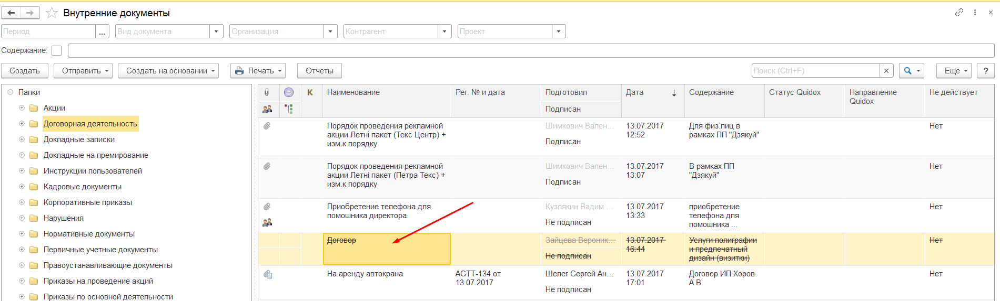 Внутренние документы
Период ... Вид документа Организация Контрагент Проект
Содержание:
Создать Отправить Создать на основании Печать Отчеты Поиск (Ctrl+F) × Еще ?
Папки
Акции
Договорная деятельность
Докладные записки
Докладные на премирование
Инструкции пользователей
Кадровые документы
Корпоративные приказы
Нарушения
Нормативные документы
Первичные учетные документы
Правоустанавливающие документы
Приказы на проведение акций
Приказы по основной деятельности
К Наименование Рег. № и дата Подготовил Дата ↓ Содержание Статус Quidox Направление Не действует
Quidox
Подписан
Порядок проведения рекламной Шимкович Вален... 13.07.2017 Для физ.лиц в Нет
акции Летнi пакет (Текс Центр) + 12:52 рамках ПП "Дзякуй"
изм.к порядку Подписан
Порядок проведения рекламной Шимкович Вален... 13.07.2017 В рамках ПП Нет
акции Летнi пакет (Петра Текс) + 13:07 "Дзякуй"
изм.к порядку Подписан
Приобретение телефона для Кузлякин Вадим ... 13.07.2017 приобретение Нет
помошника директора 13:33 телефона для
Не подписан помошника ...
Договор Зайцева Вероник... 13.07.2017 Услуги полиграфии Нет
16:44 и предпечатный
Не подписан дизайн (визитки)
На аренду автокрана АСТТ-134 от Шелег Сергей Ан... 13.07.2017 Договор ИП Хоров Нет
13.07.2017 17:01 А.В.
Не подписан